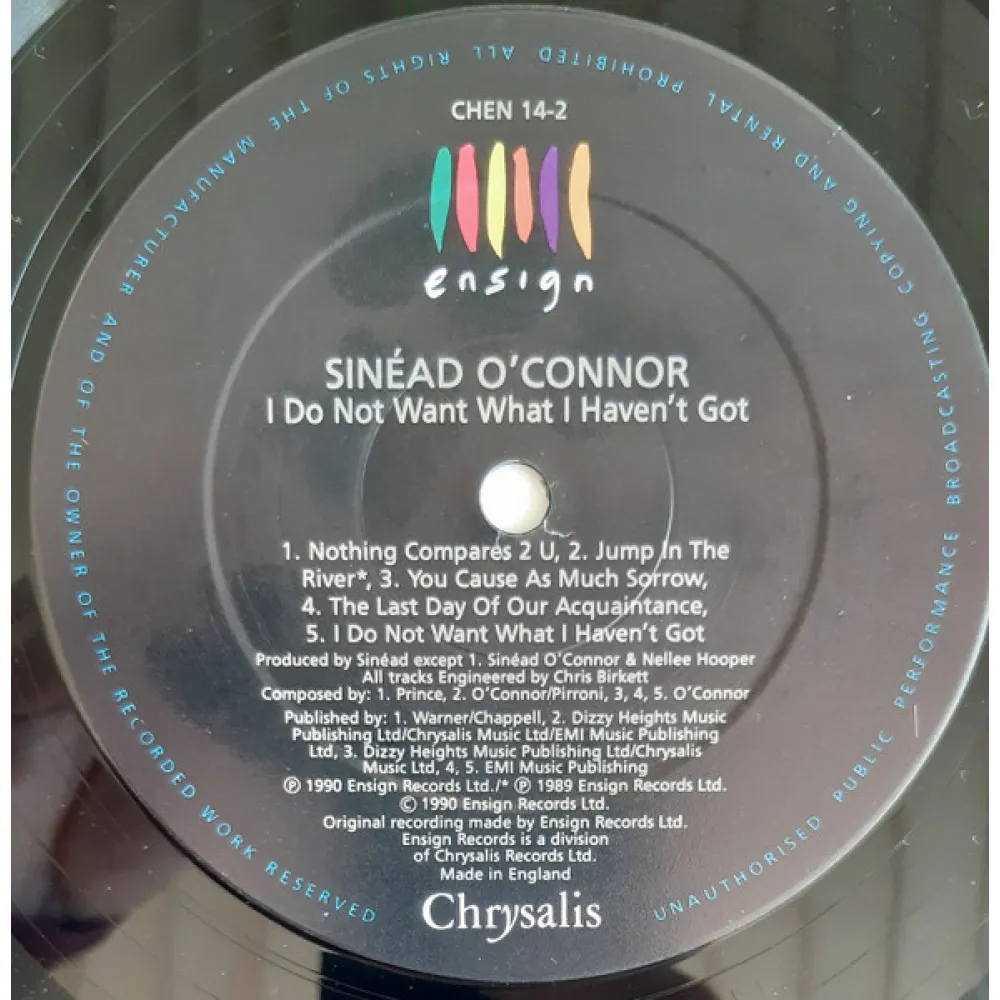 CHEN 14-2
ensign
SINÉAD O'CONNOR
I Do Not Want What I Haven't Got
1. Nothing Compares 2 U, 2. Jump In The
River*, 3. You Cause As Much Sorrow,
4. The Last Day Of Our Acquaintance,
5. I Do Not Want What I Haven't Got
Produced by Sinéad except 1. Sinéad O'Connor & Nellee Hooper
All tracks Engineered by Chris Birkett
Composed by: 1. Prince, 2. O'Connor/Pirroni, 3, 4, 5. O'Connor
Published by: 1. Warner/Chappell, 2. Dizzy Heights Music
Publishing Ltd/Chrysalis Music Ltd/EMI Music Publishing
Ltd, 3. Dizzy Heights Music Publishing Ltd/Chrysalis
Music Ltd, 4, 5. EMI Music Publishing
℗ 1990 Ensign Records Ltd./* ℗ 1989 Ensign Records Ltd.
© 1990 Ensign Records Ltd.
Original recording made by Ensign Records Ltd.
Ensign Records is a division
of Chrysalis Records Ltd.
Made in England
Chrysalis
UNAUTHORISED PUBLIC PERFORMANCE BROADCASTING COPYING AND RENTAL PROHIBITED ALL RIGHTS OF THE MANUFACTURER AND OF THE OWNER OF THE RECORDED WORK RESERVED